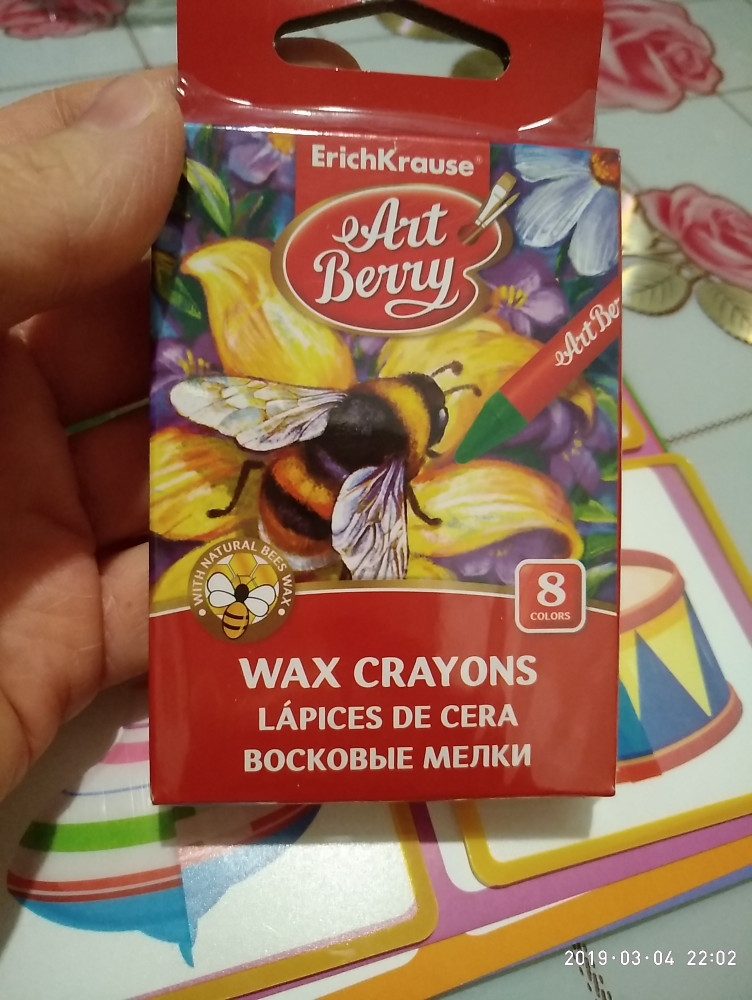 ErichKrause®
Art
Berry
Art Ber
WITH NATURAL BEES WAX
8
COLORS
WAX CRAYONS
LÁPICES DE CERA
ВОСКОВЫЕ МЕЛКИ
2019·03·04 22:02